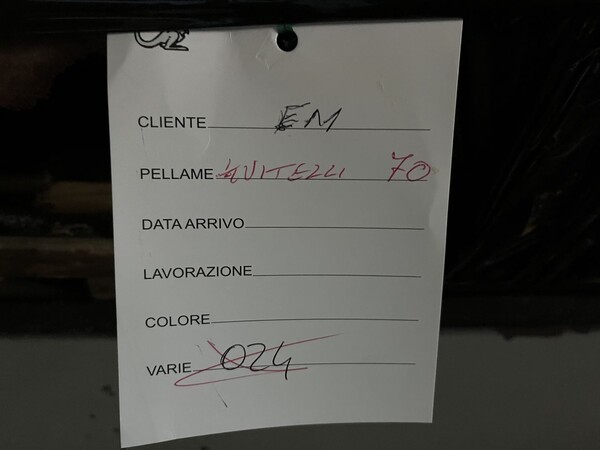 CLIENTE EM
PELLAME VITELLI 70
DATA ARRIVO
LAVORAZIONE
COLORE
VARIE 024